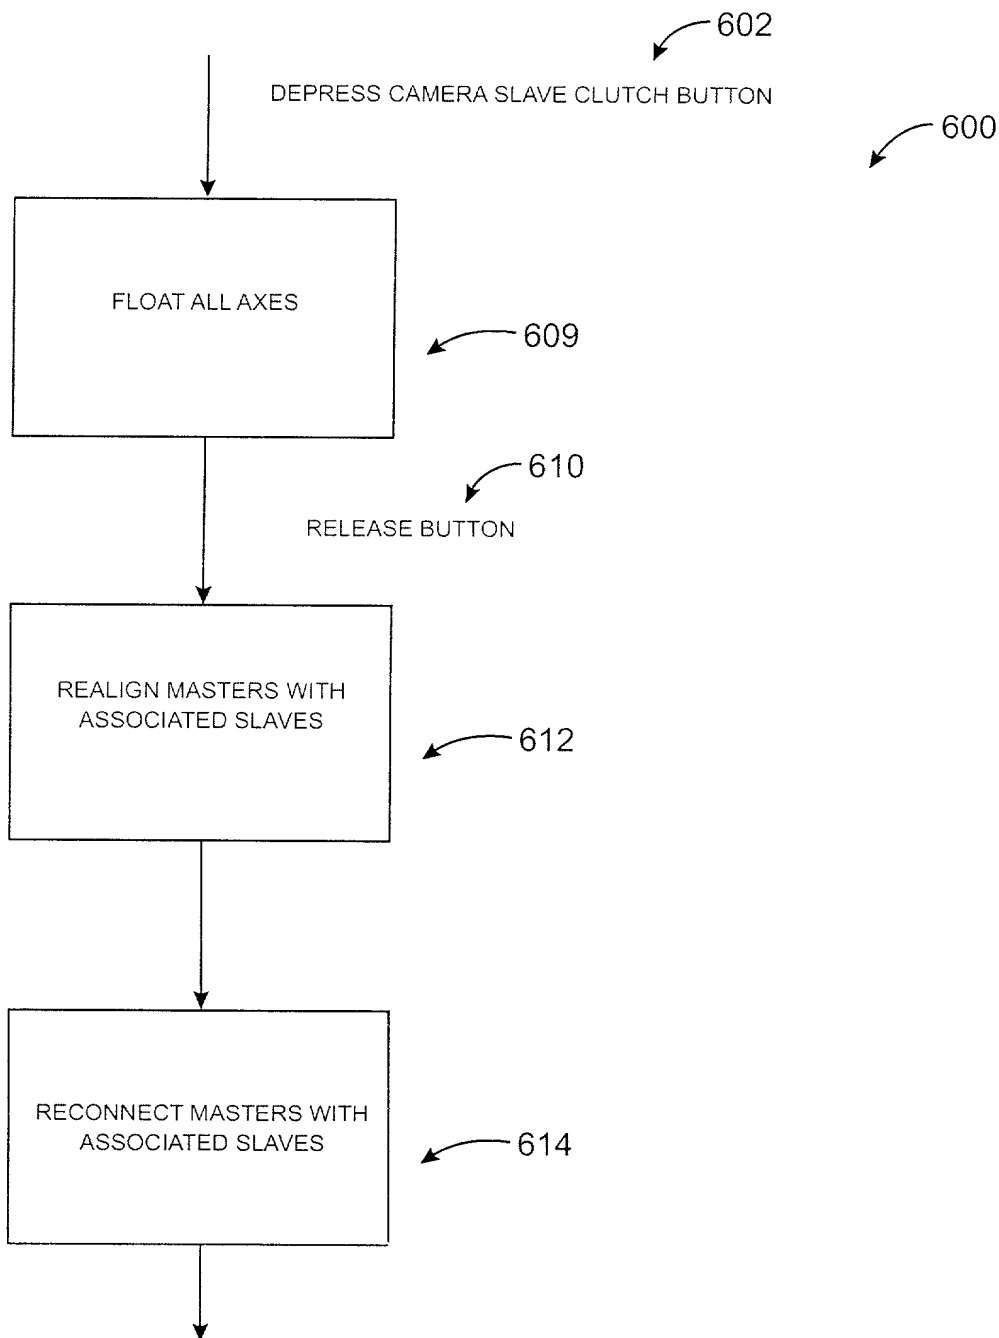 602
DEPRESS CAMERA SLAVE CLUTCH BUTTON
600
FLOAT ALL AXES
609
610
RELEASE BUTTON
REALIGN MASTERS WITH
ASSOCIATED SLAVES
612
RECONNECT MASTERS WITH
ASSOCIATED SLAVES
614